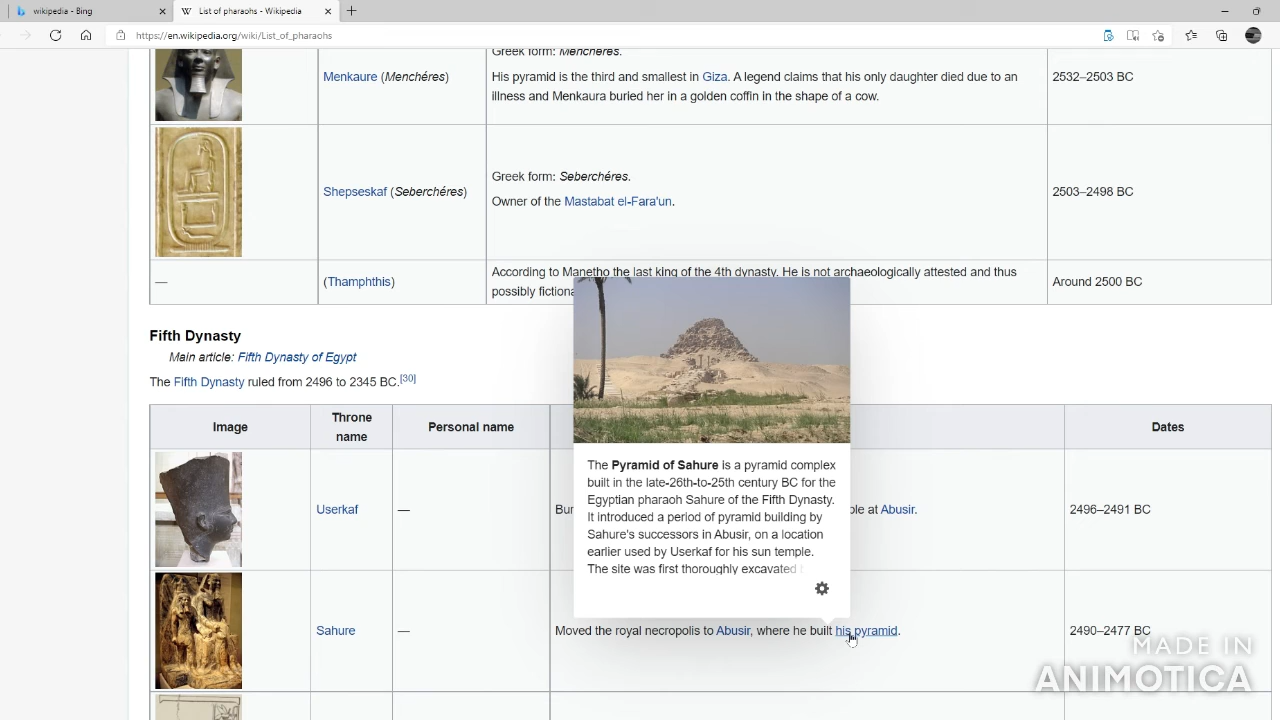 wikipedia - Bing
List of pharaohs - Wikipedia
https://en.wikipedia.org/wiki/List_of_pharaohs
Greek form: Menchéres.
Menkaure (Menchéres)
His pyramid is the third and smallest in Giza. A legend claims that his only daughter died due to an
illness and Menkaura buried her in a golden coffin in the shape of a cow.
2532–2503 BC
Shepseskaf (Seberchéres)
Greek form: Seberchéres.
Owner of the Mastabat el-Fara'un.
2503–2498 BC
—
(Thamphthis)
According to Manetho the last king of the 4th dynasty. He is not archaeologically attested and thus
possibly fictiona
Around 2500 BC
Fifth Dynasty
Main article: Fifth Dynasty of Egypt
The Fifth Dynasty ruled from 2496 to 2345 BC.[30]
Image
Throne
name
Personal name
Dates
The Pyramid of Sahure is a pyramid complex
built in the late-26th-to-25th century BC for the
Egyptian pharaoh Sahure of the Fifth Dynasty.
It introduced a period of pyramid building by
Sahure's successors in Abusir, on a location
earlier used by Userkaf for his sun temple.
The site was first thoroughly excavated
Userkaf
—
at Abusir.
2496–2491 BC
Sahure
—
Moved the royal necropolis to Abusir, where he built his pyramid.
2490–2477 BC
MADE IN
ANIMOTICA